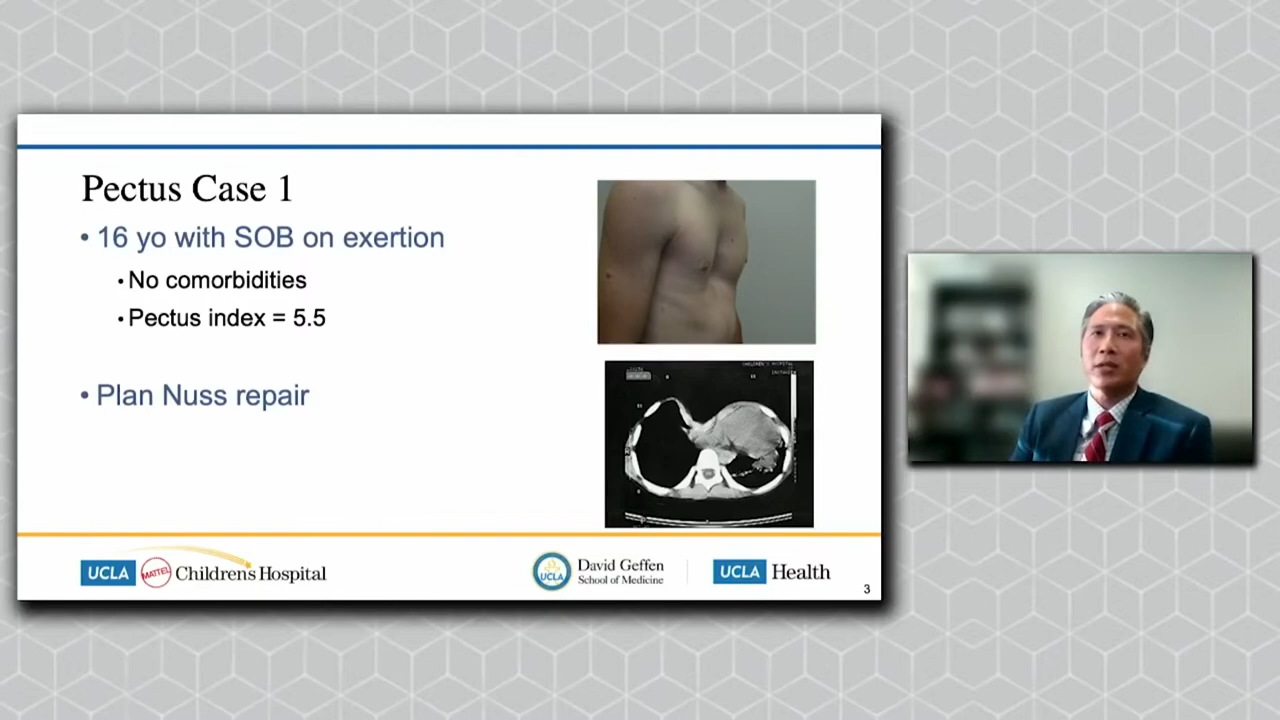 Pectus Case 1
• 16 yo with SOB on exertion
• No comorbidities
• Pectus index = 5.5
• Plan Nuss repair
UCLA MATTEL Children's Hospital
UCLA David Geffen
School of Medicine
UCLA Health
3